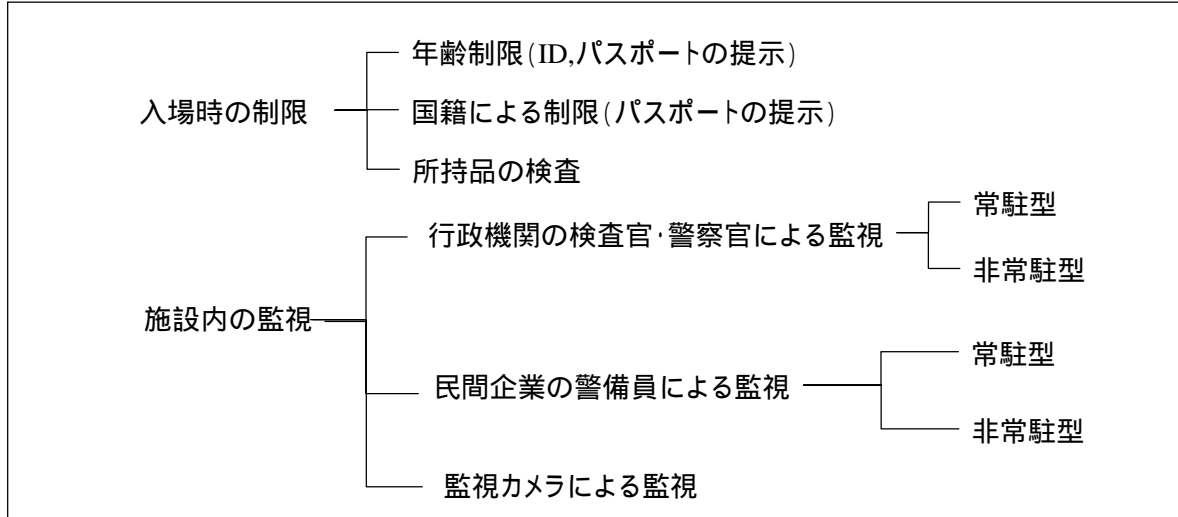 年齢制限(ID,パスポートの提示)
入場時の制限
国籍による制限(パスポートの提示)
所持品の検査
常駐型
行政機関の検査官・警察官による監視
非常駐型
施設内の監視
常駐型
民間企業の警備員による監視
非常駐型
監視カメラによる監視